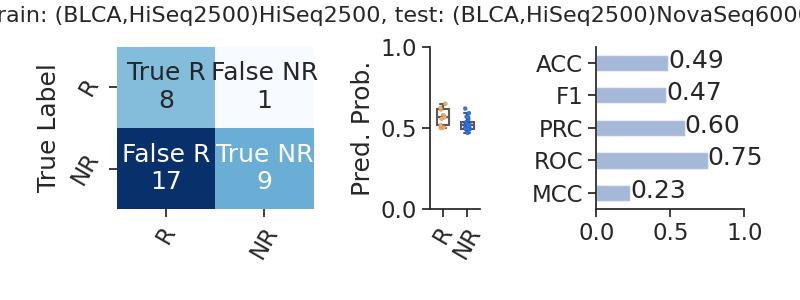 rain: (BLCA,HiSeq2500)HiSeq2500, test: (BLCA,HiSeq2500)NovaSeq600
True Label
R
NR
True R
8
False NR
1
False R
17
True NR
9
R
NR
Pred. Prob.
1.0
0.5
0.0
R
NR
ACC
0.49
F1
0.47
PRC
0.60
ROC
0.75
MCC
0.23
0.0
0.5
1.0